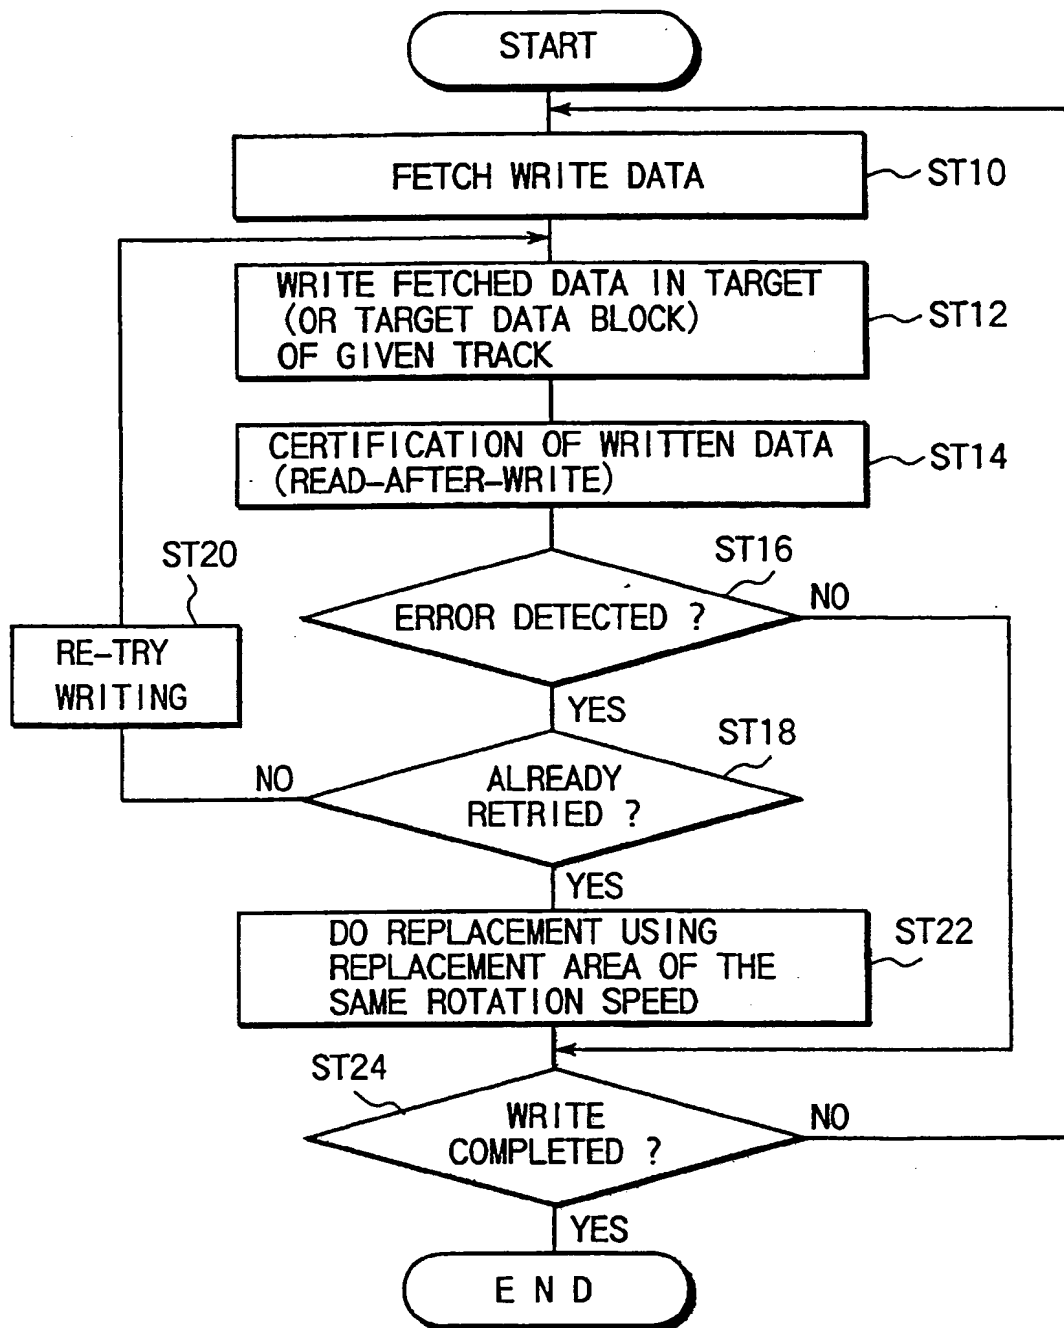 START
FETCH WRITE DATA
ST10
WRITE FETCHED DATA IN TARGET
(OR TARGET DATA BLOCK)
OF GIVEN TRACK
ST12
CERTIFICATION OF WRITTEN DATA
(READ-AFTER-WRITE)
ST14
ST20
RE-TRY
WRITING
ST16
ERROR DETECTED ?
NO
YES
ST18
NO
ALREADY
RETRIED ?
YES
DO REPLACEMENT USING
REPLACEMENT AREA OF THE
SAME ROTATION SPEED
ST22
ST24
WRITE
COMPLETED ?
NO
YES
END